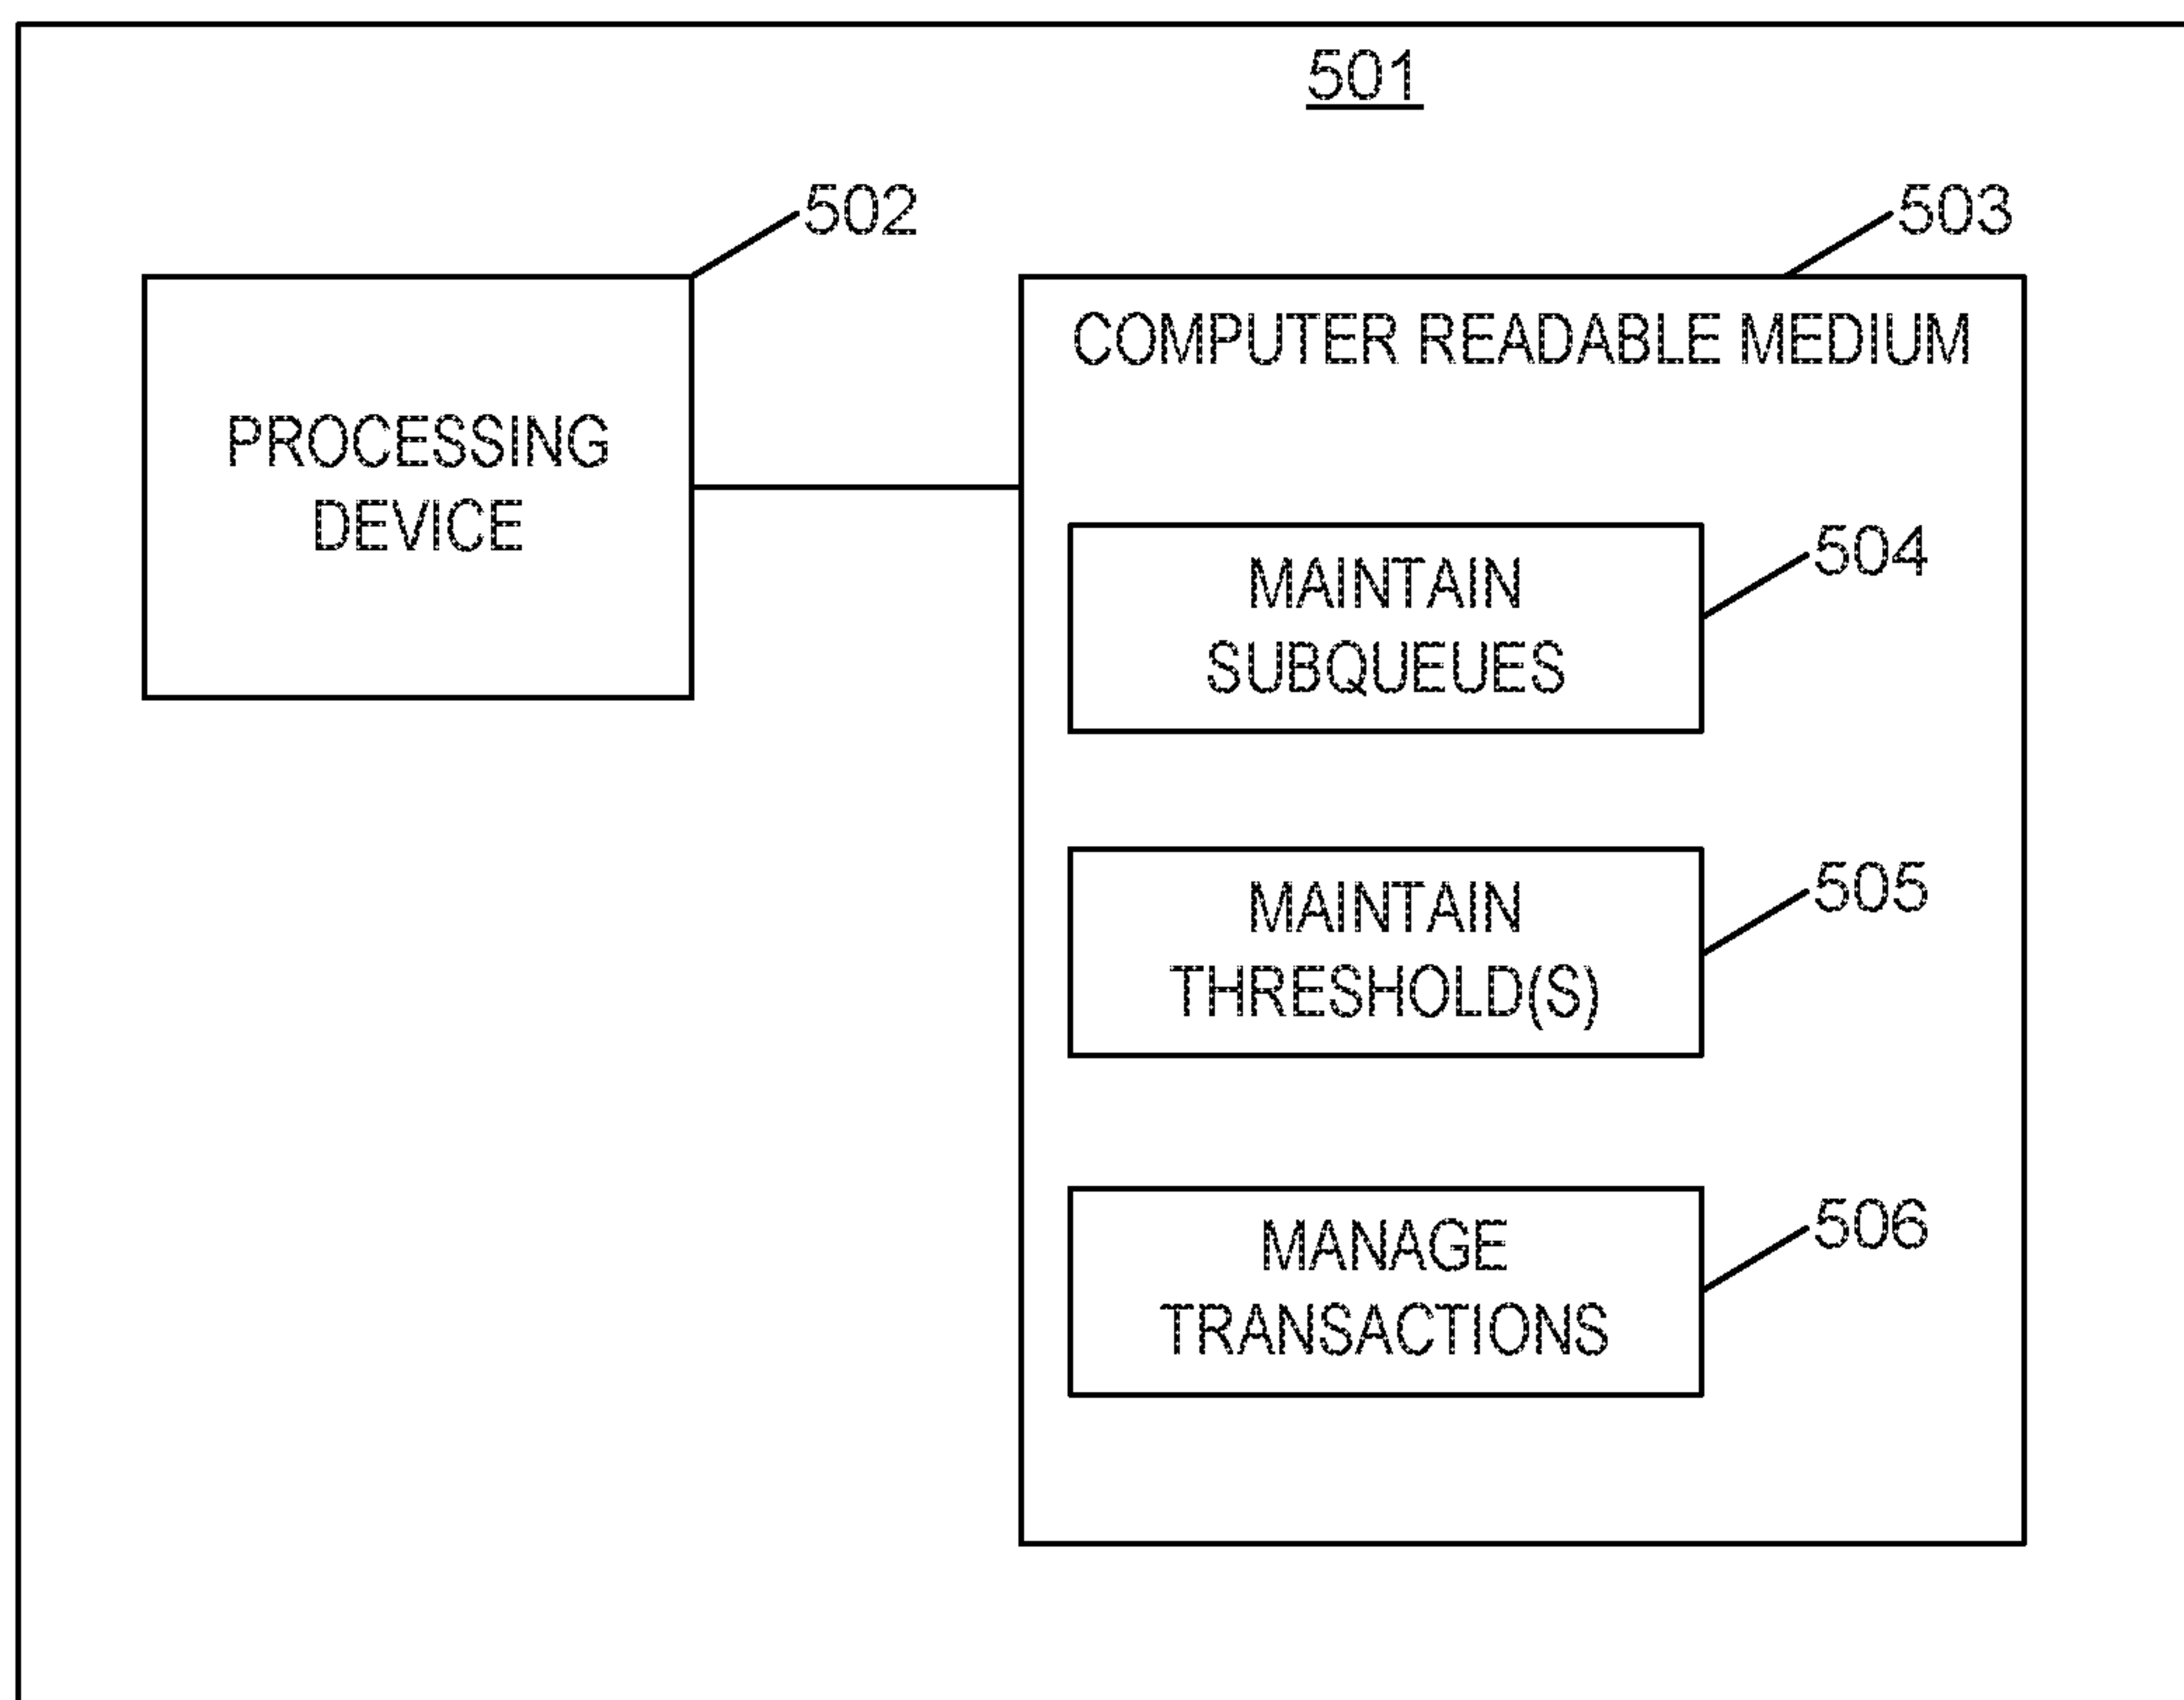 501
502
503
PROCESSING
DEVICE
COMPUTER READABLE MEDIUM
MAINTAIN
SUBQUEUES
504
MAINTAIN
THRESHOLD(S)
505
MANAGE
TRANSACTIONS
506